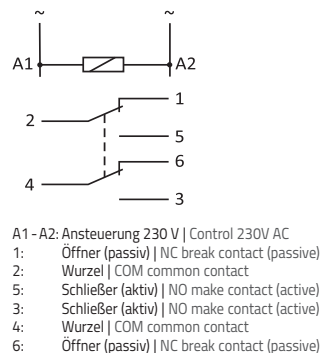 ~ ~
A1 A2
1
2
5
6
4
3
A1 - A2: Ansteuerung 230 V | Control 230V AC
1: Öffner (passiv) | NC break contact (passive)
2: Wurzel | COM common contact
5: Schließer (aktiv) | NO make contact (active)
3: Schließer (aktiv) | NO make contact (active)
4: Wurzel | COM common contact
6: Öffner (passiv) | NC break contact (passive)